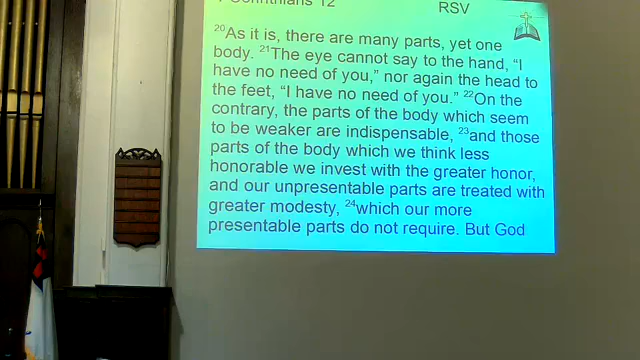 Corinthians 12
RSV
20As it is, there are many parts, yet one
body. 21The eye cannot say to the hand, “I
have no need of you,” nor again the head to
the feet, “I have no need of you.” 22On the
contrary, the parts of the body which seem
to be weaker are indispensable, 23and those
parts of the body which we think less
honorable we invest with the greater honor,
and our unpresentable parts are treated with
greater modesty, 24which our more
presentable parts do not require. But God